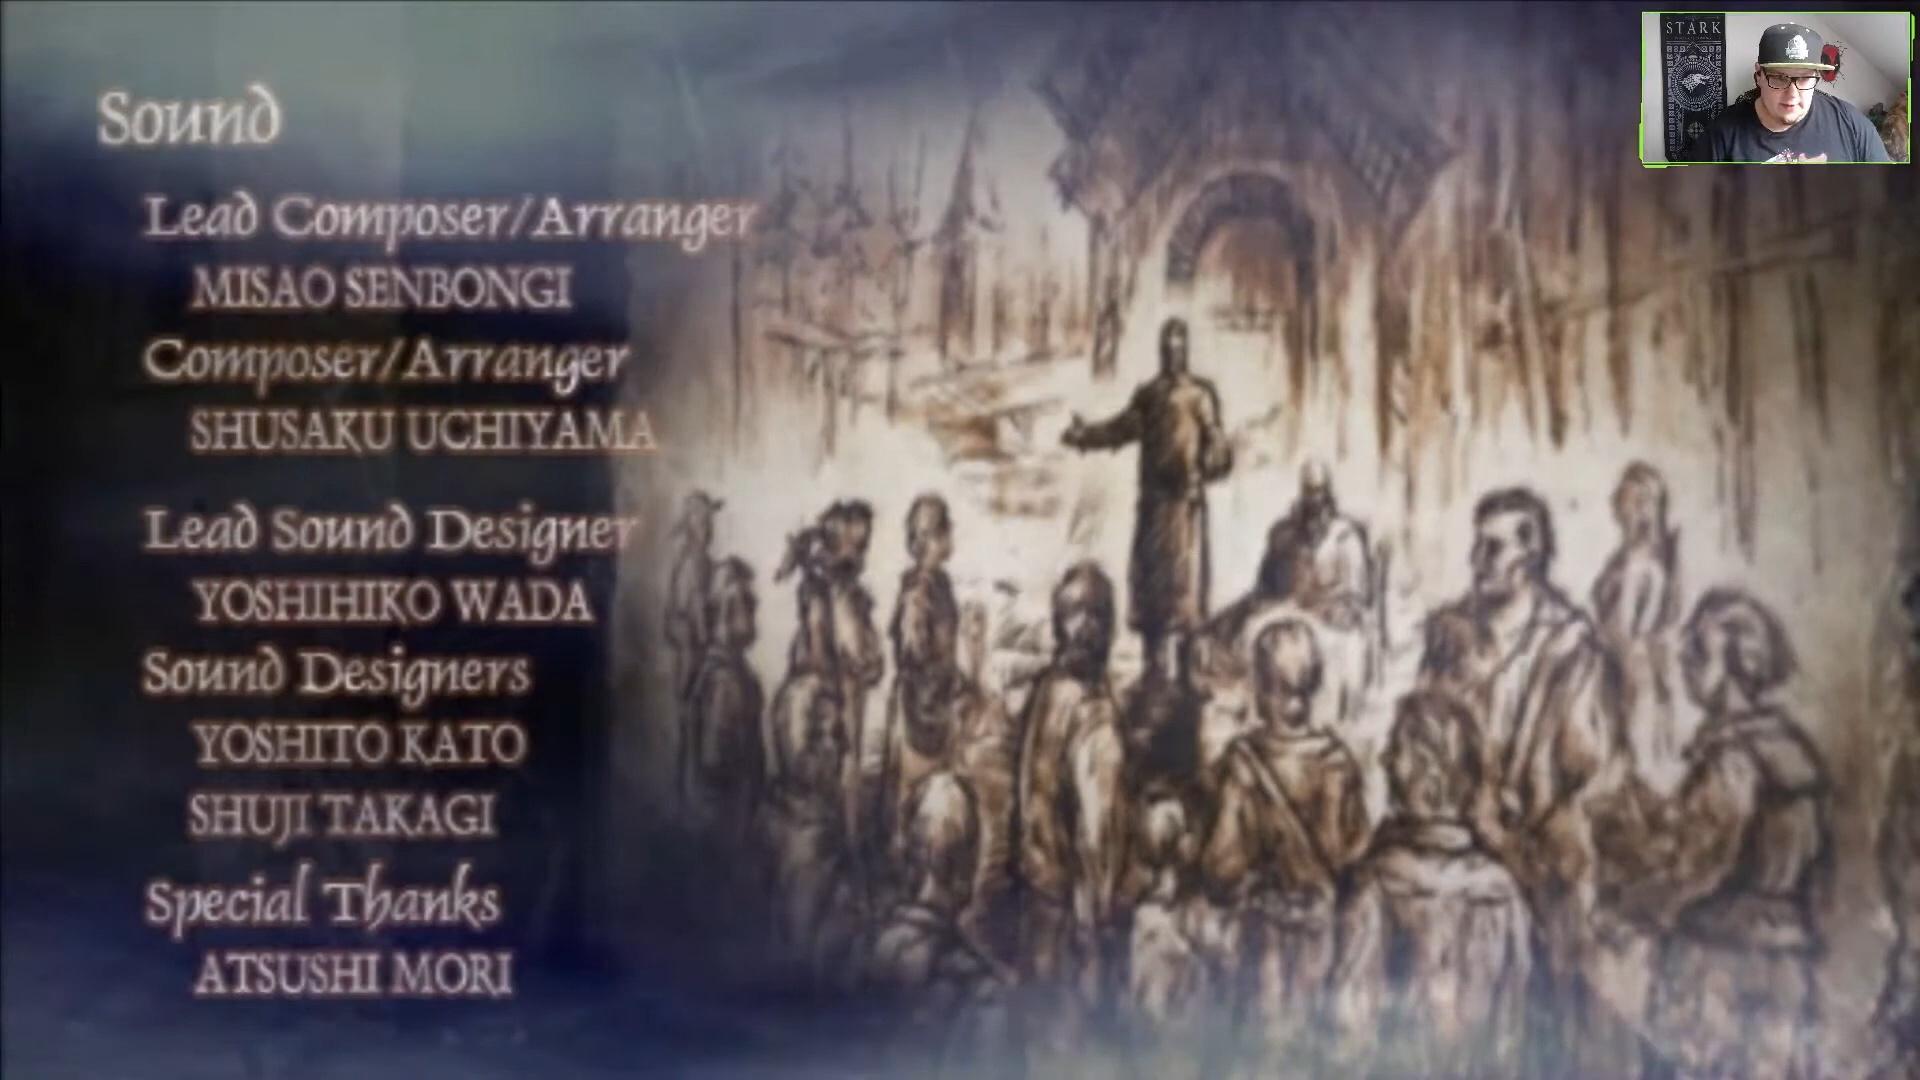 Sound
Lead Composer/Arranger
MISAO SENBONGI
Composer/Arranger
SHUSAKU UCHIYAMA
Lead Sound Designer
YOSHIHIKO WADA
Sound Designers
YOSHITO KATO
SHUJI TAKAGI
Special Thanks
ATSUSHI MORI
STARK